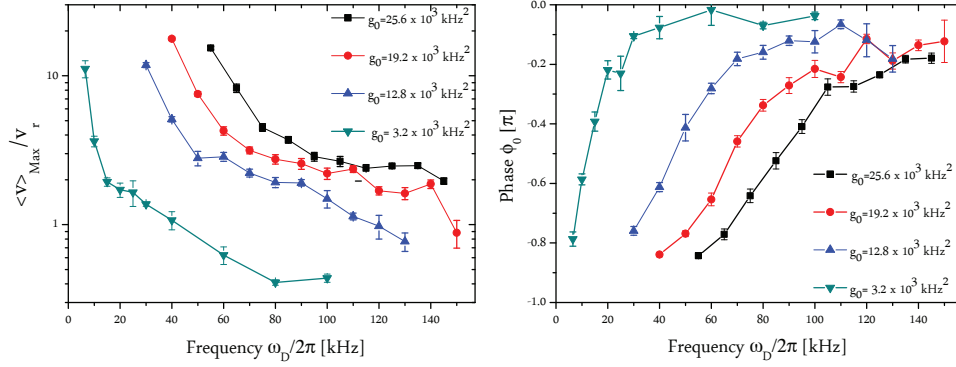 g₀=25.6 x 10³ kHz²
g₀=19.2 x 10³ kHz²
g₀=12.8 x 10³ kHz²
g₀= 3.2 x 10³ kHz²
<v> Max / v r
10
1
0 20 40 60 80 100 120 140
Frequency ω_D/2π [kHz]
Phase ϕ₀ [π]
0.0
-0.2
-0.4
-0.6
-0.8
-1.0
g₀=25.6 x 10³ kHz²
g₀=19.2 x 10³ kHz²
g₀=12.8 x 10³ kHz²
g₀= 3.2 x 10³ kHz²
0 20 40 60 80 100 120 140
Frequency ω_D/2π [kHz]